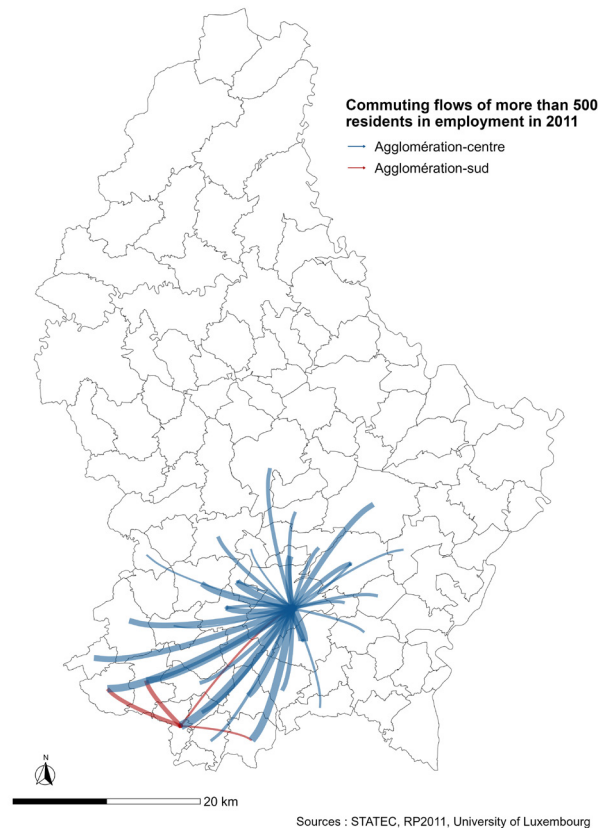 Commuting flows of more than 500
residents in employment in 2011
Agglomération-centre
Agglomération-sud
N
20 km
Sources : STATEC, RP2011, University of Luxembourg